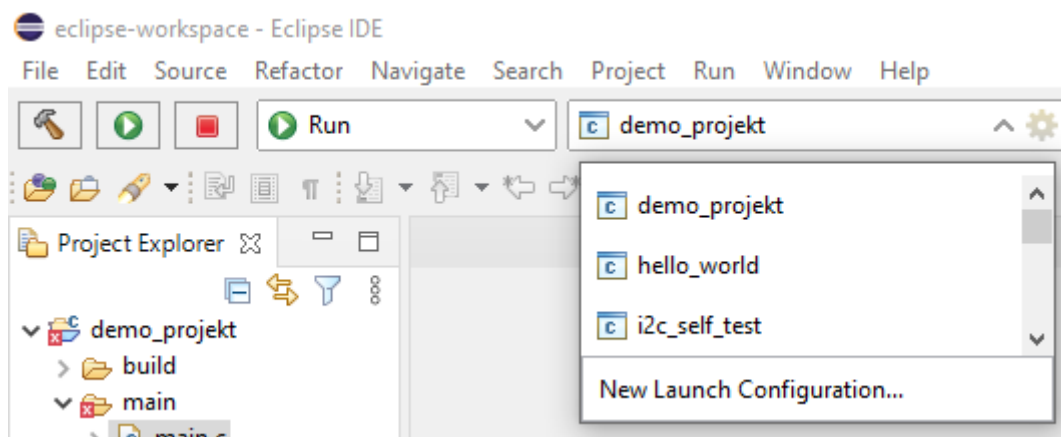 eclipse-workspace - Eclipse IDE
File Edit Source Refactor Navigate Search Project Run Window Help
Run
demo_projekt
demo_projekt
hello_world
i2c_self_test
New Launch Configuration...
Project Explorer
demo_projekt
build
main
main.c